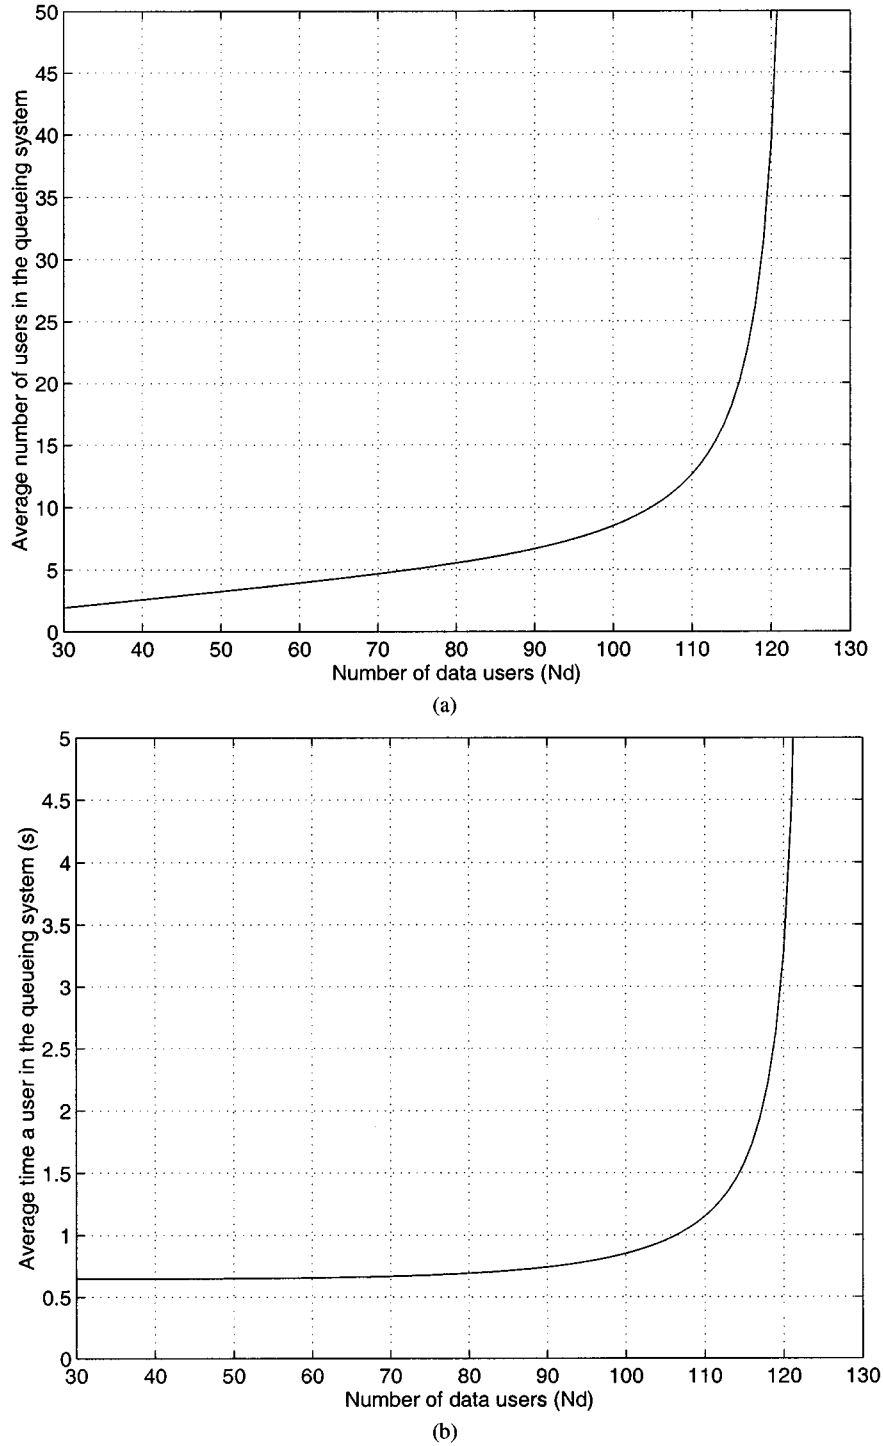 50
45
40
35
30
25
20
15
10
5
0
Average number of users in the queueing system
30 40 50 60 70 80 90 100 110 120 130
Number of data users (Nd)
(a)
5
4.5
4
3.5
3
2.5
2
1.5
1
0.5
0
Average time a user in the queueing system (s)
30 40 50 60 70 80 90 100 110 120 130
Number of data users (Nd)
(b)